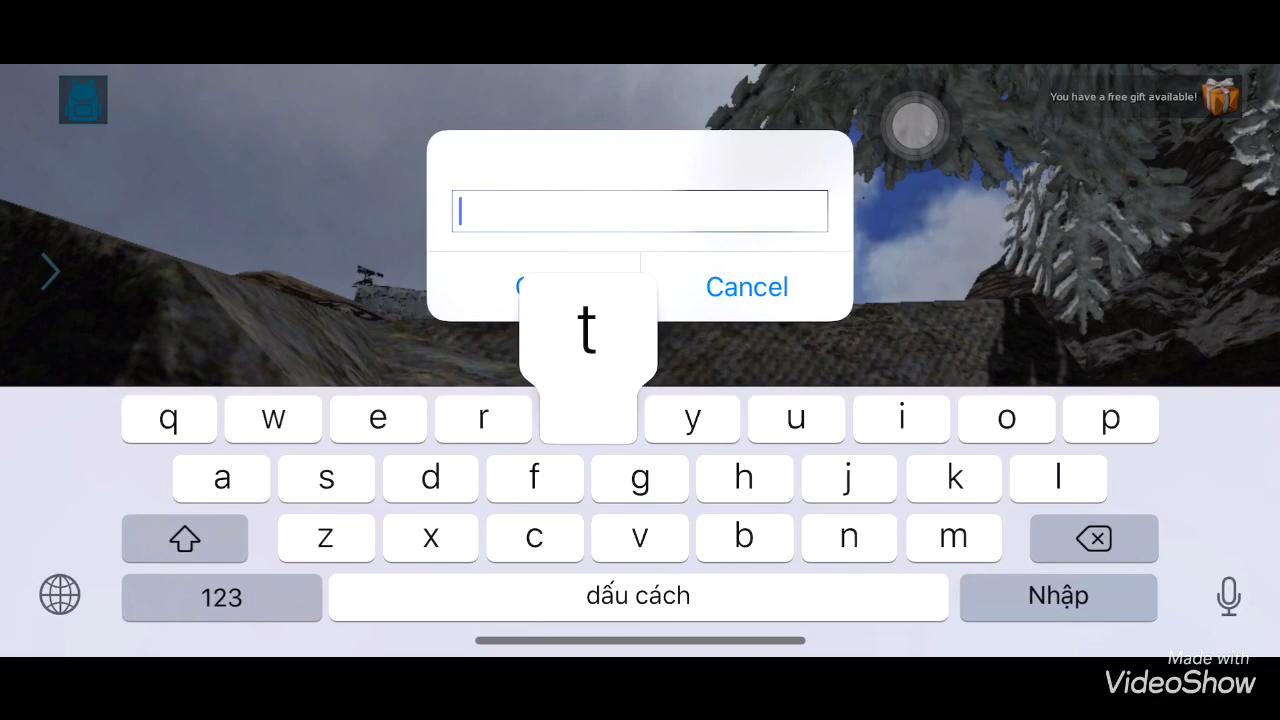 You have a free gift available!
Cancel
t
q w e r y u i o p
a s d f g h j k l
z x c v b n m
123 dấu cách Nhập
Made with
VideoShow